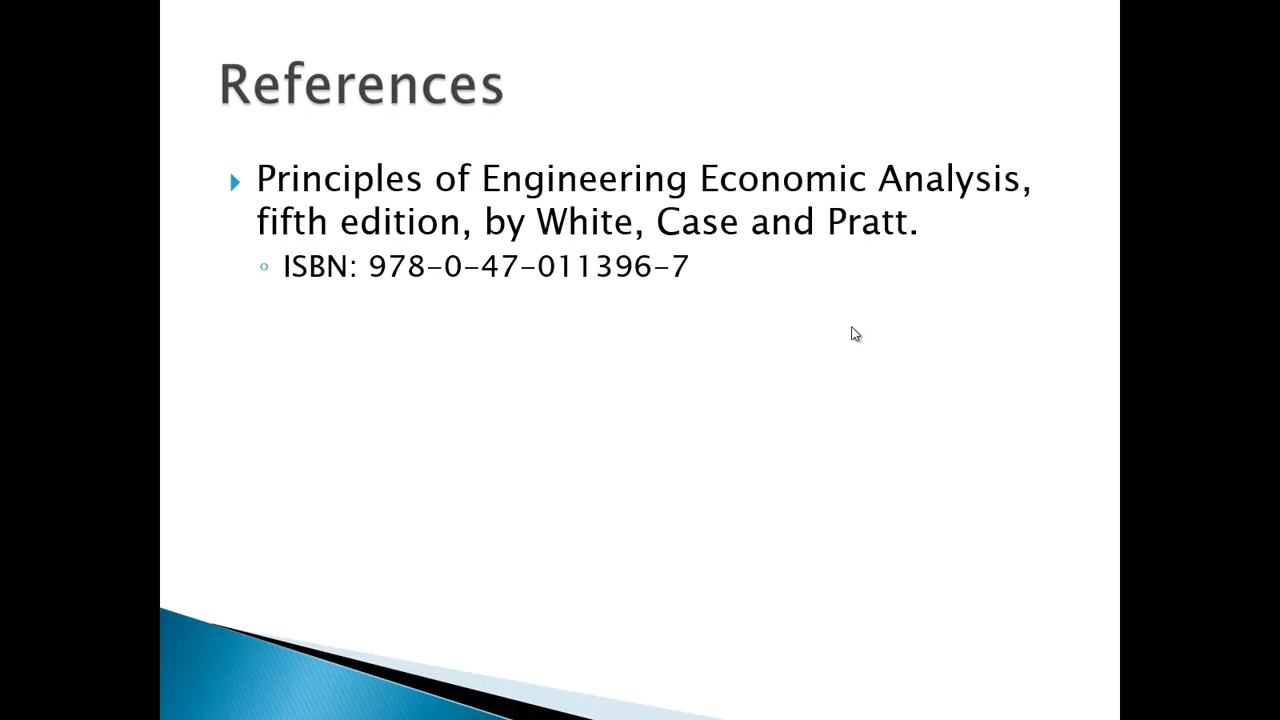 References
Principles of Engineering Economic Analysis,
fifth edition, by White, Case and Pratt.
ISBN: 978-0-47-011396-7